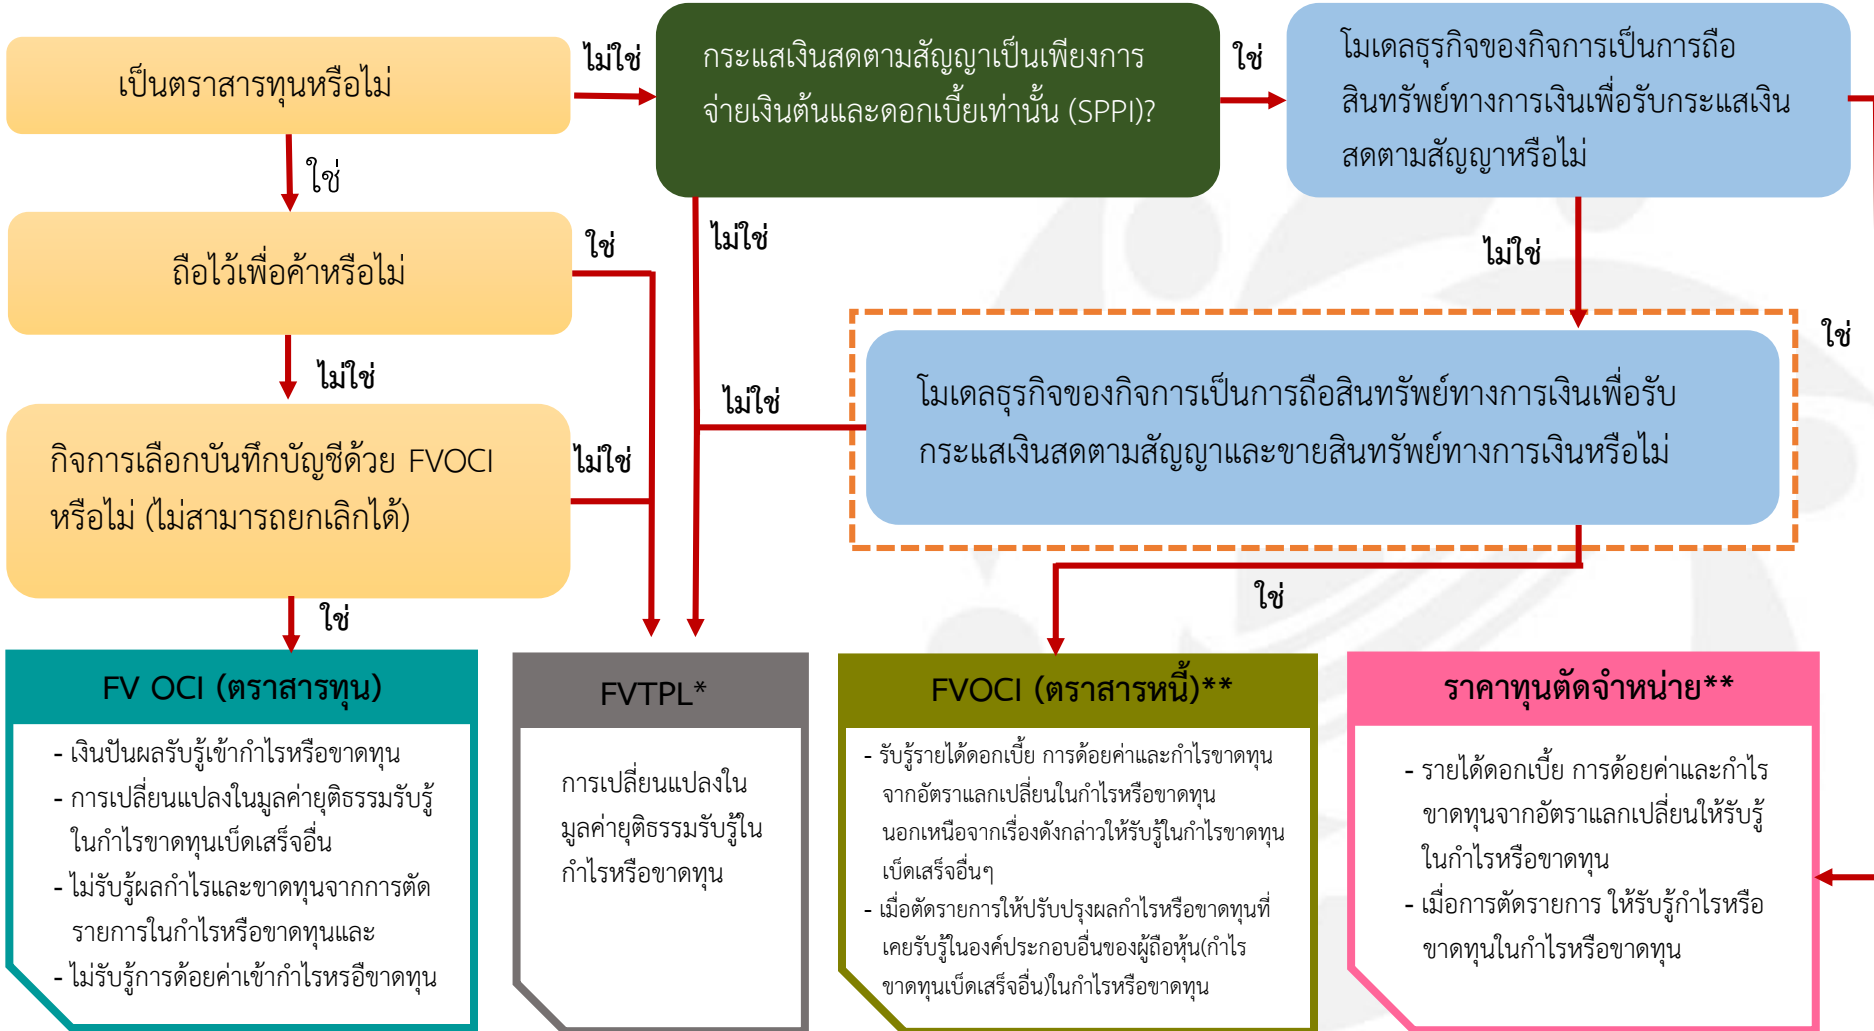 เป็นตราสารทุนหรือไม่
ไม่ใช่
กระแสเงินสดตามสัญญาเป็นเพียงการ
จ่ายเงินต้นและดอกเบี้ยเท่านั้น (SPPI)?
ใช่
โมเดลธุรกิจของกิจการเป็นการถือ
สินทรัพย์ทางการเงินเพื่อรับกระแสเงิน
สดตามสัญญาหรือไม่
ใช่
ถือไว้เพื่อค้าหรือไม่
ใช่
ไม่ใช่
ไม่ใช่
ใช่
ไม่ใช่
โมเดลธุรกิจของกิจการเป็นการถือสินทรัพย์ทางการเงินเพื่อรับ
กระแสเงินสดตามสัญญาและขายสินทรัพย์ทางการเงินหรือไม่
ไม่ใช่
กิจการเลือกบันทึกบัญชีด้วย FVOCI
หรือไม่ (ไม่สามารถยกเลิกได้)
ไม่ใช่
ใช่
ใช่
FV OCI (ตราสารทุน)
- เงินปันผลรับรู้เข้ากำไรหรือขาดทุน
- การเปลี่ยนแปลงในมูลค่ายุติธรรมรับรู้
ในกำไรขาดทุนเบ็ดเสร็จอื่น
- ไม่รับรู้ผลกำไรและขาดทุนจากการตัด
รายการในกำไรหรือขาดทุนและ
- ไม่รับรู้การด้อยค่าเข้ากำไรหรอืขาดทุน
FVTPL*
การเปลี่ยนแปลงใน
มูลค่ายุติธรรมรับรู้ใน
กำไรหรือขาดทุน
FVOCI (ตราสารหนี้)**
- รับรู้รายได้ดอกเบี้ย การด้อยค่าและกำไรขาดทุน
จากอัตราแลกเปลี่ยนในกำไรหรือขาดทุน
นอกเหนือจากเรื่องดังกล่าวให้รับรู้ในกำไรขาดทุน
เบ็ดเสร็จอื่นๆ
- เมื่อตัดรายการให้ปรับปรุงผลกำไรหรือขาดทุนที่
เคยรับรู้ในองค์ประกอบอื่นของผู้ถือหุ้น(กำไร
ขาดทุนเบ็ดเสร็จอื่น)ในกำไรหรือขาดทุน
ราคาทุนตัดจำหน่าย**
- รายได้ดอกเบี้ย การด้อยค่าและกำไร
ขาดทุนจากอัตราแลกเปลี่ยนให้รับรู้
ในกำไรหรือขาดทุน
- เมื่อการตัดรายการ ให้รับรู้กำไรหรือ
ขาดทุนในกำไรหรือขาดทุน